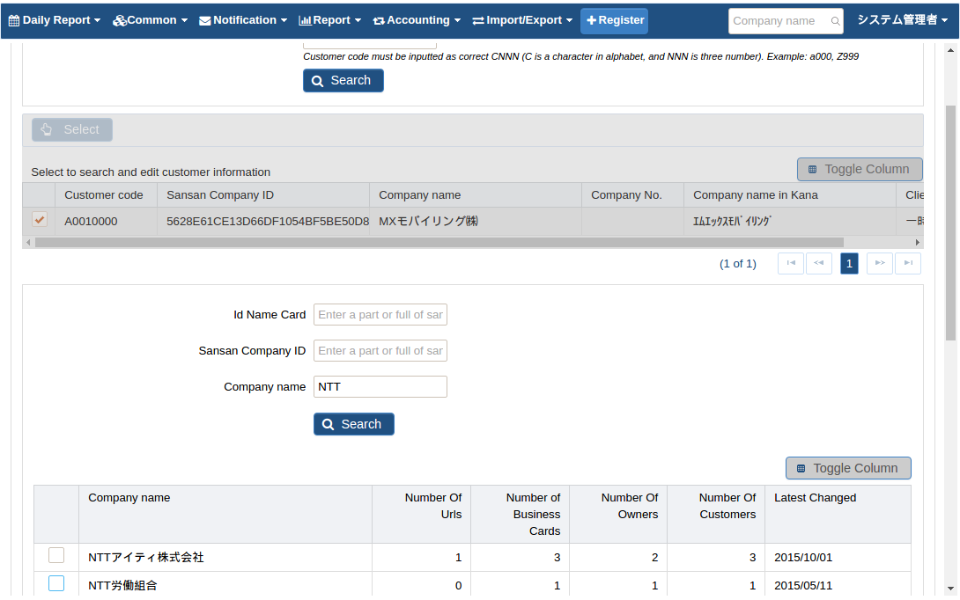 Daily Report Common Notification Report Accounting Import/Export Register Company name システム管理者
Customer code must be inputted as correct CNNN (C is a character in alphabet, and NNN is three number). Example: a000, Z999
Search
Select
Select to search and edit customer information
Toggle Column
Customer code Sansan Company ID Company name Company No. Company name in Kana Clie
A0010000 5628E61CE13D66DF1054BF5BE50D8 MXモバイリング㈱ ｴﾑｴｯｸｽﾓﾊﾞｲﾘﾝｸﾞ
(1 of 1) 1
Id Name Card Enter a part or full of sar
Sansan Company ID Enter a part or full of sar
Company name NTT
Search
Toggle Column
Company name Number Of Urls Number of Business Cards Number Of Owners Number Of Customers Latest Changed
NTTアイティ株式会社 1 3 2 3 2015/10/01
NTT労働組合 0 1 1 1 2015/05/11